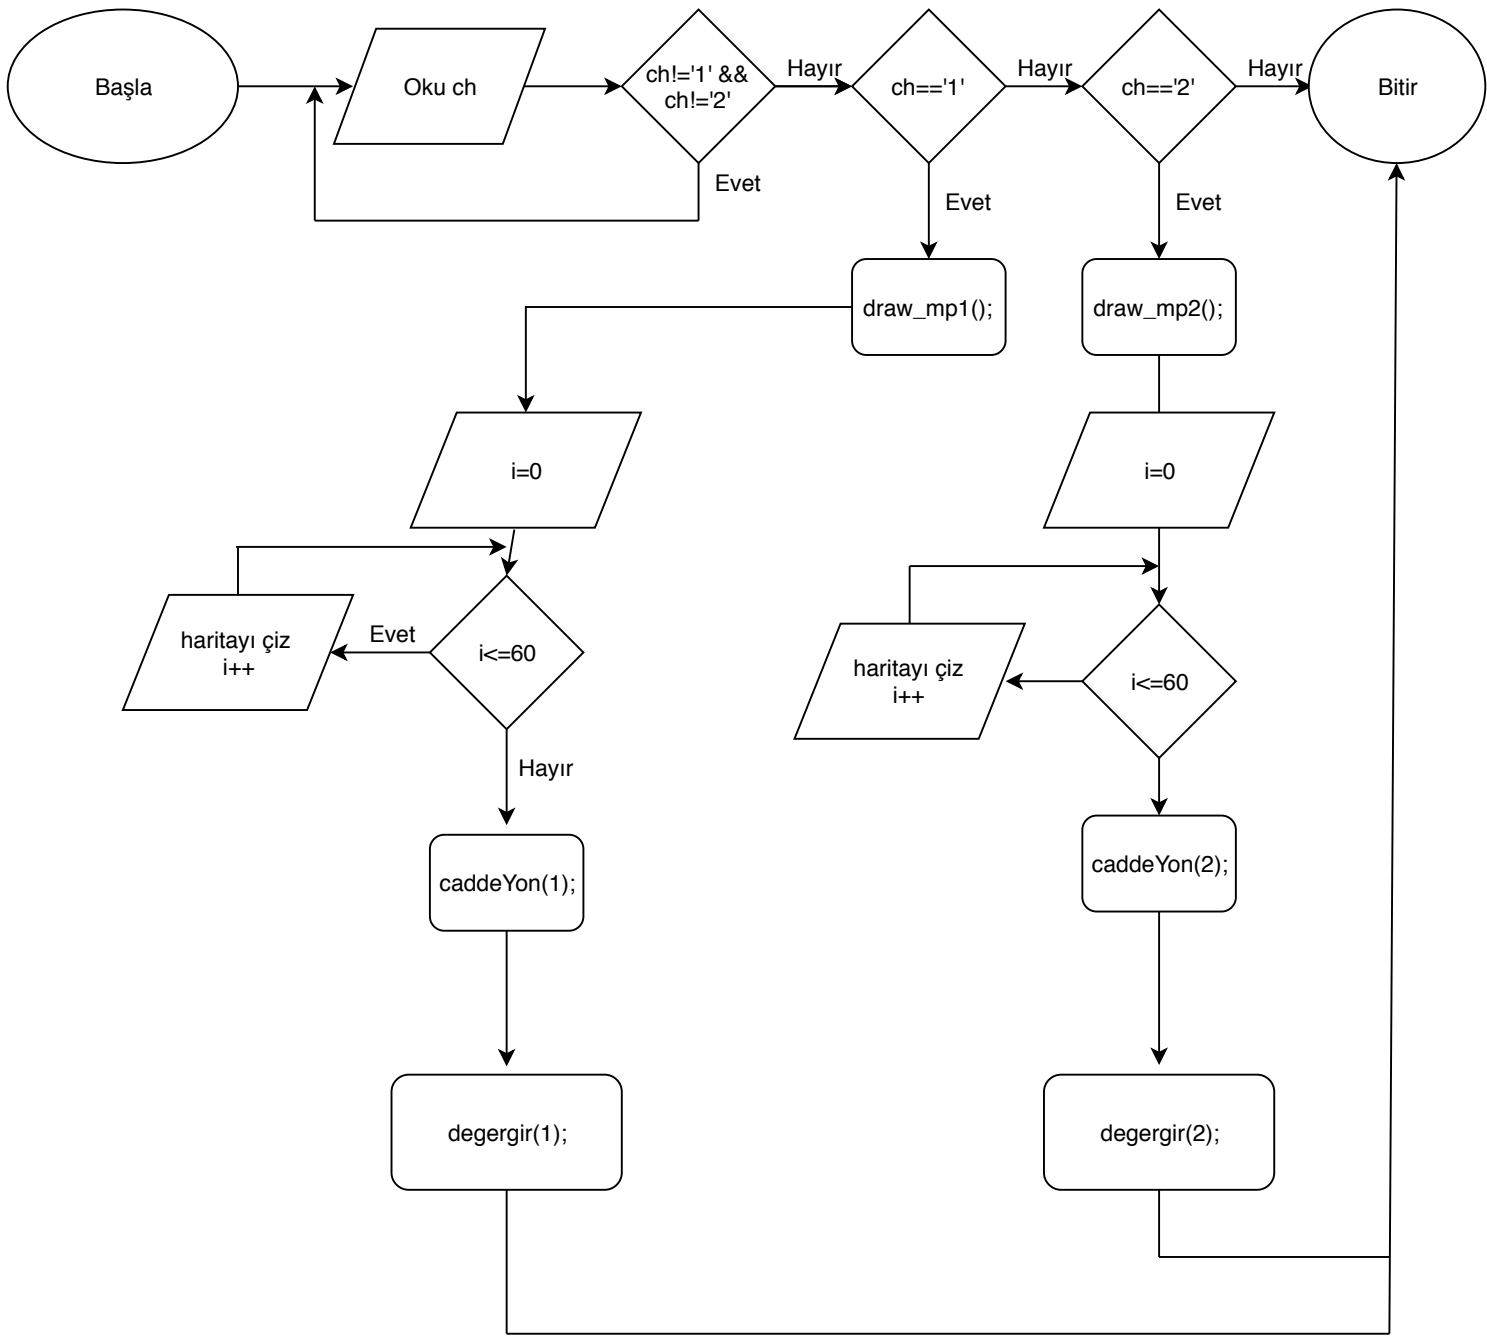 Başla
Oku ch
ch!='1' &&
ch!='2'
Hayır
ch=='1'
Hayır
ch=='2'
Hayır
Bitir
Evet
Evet
Evet
draw_mp1();
draw_mp2();
i=0
i=0
haritayı çiz
i++
Evet
i<=60
haritayı çiz
i++
i<=60
Hayır
caddeYon(1);
caddeYon(2);
degergir(1);
degergir(2);